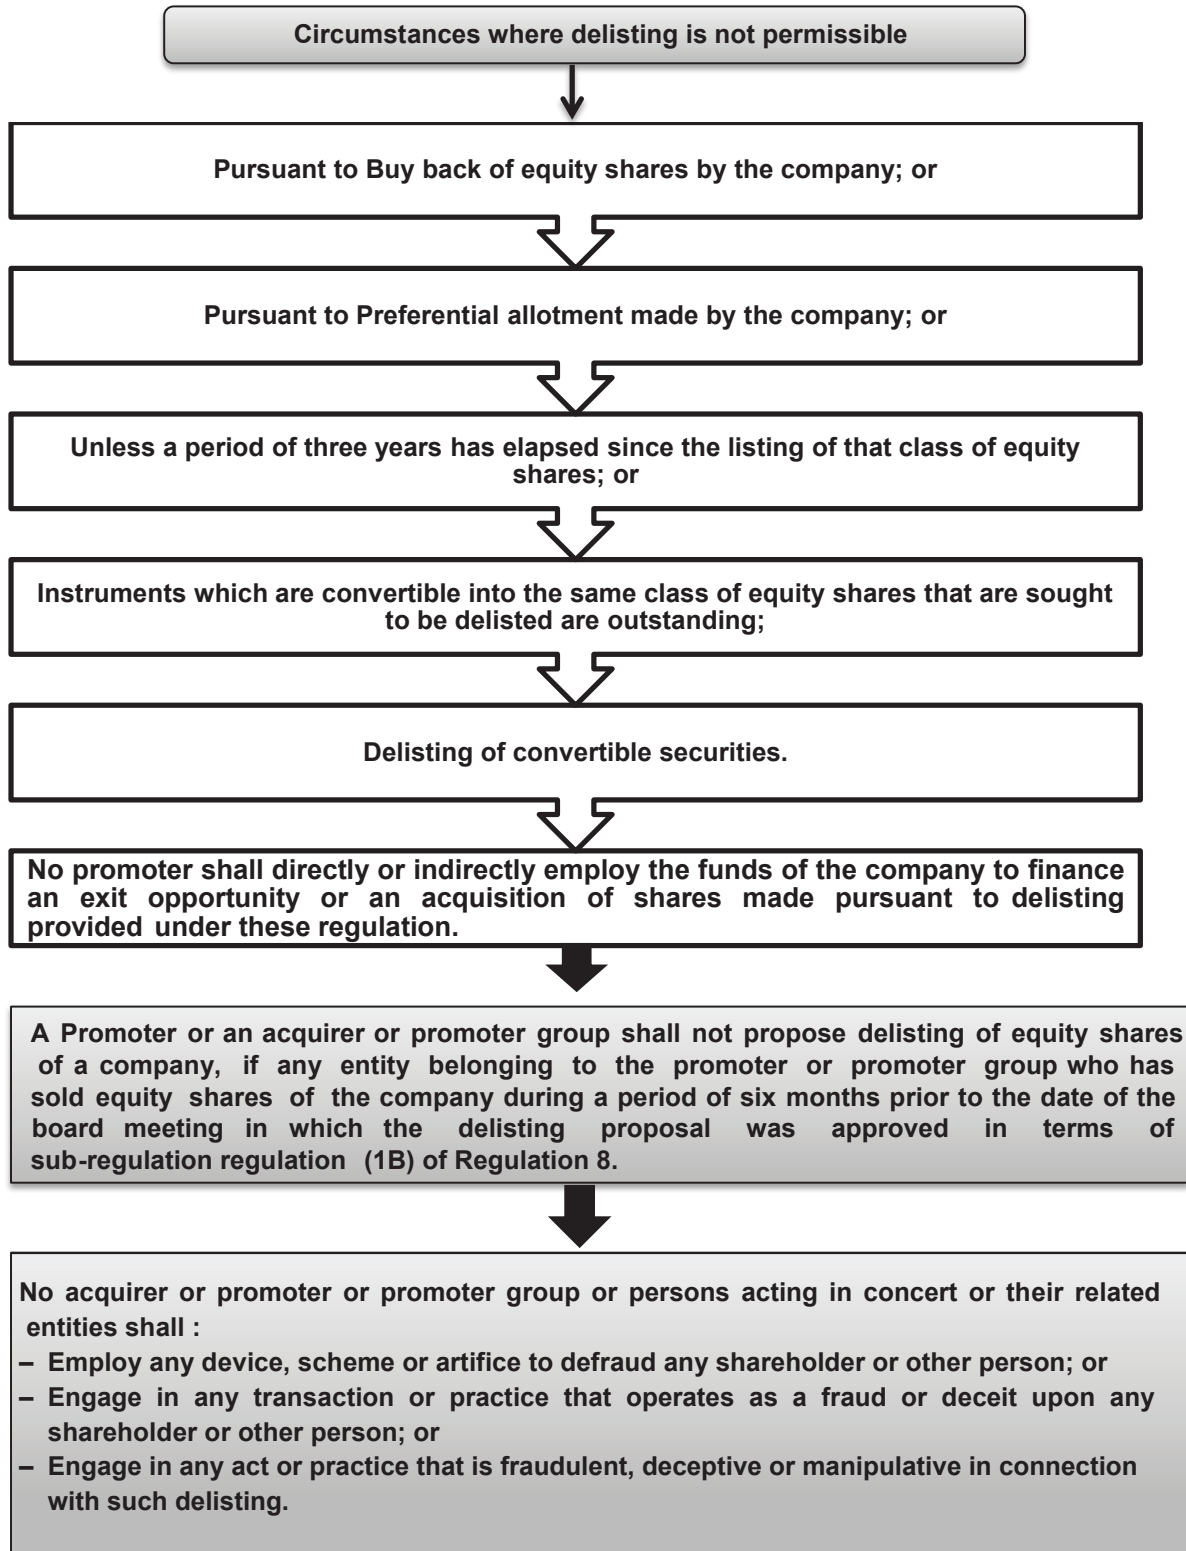 Circumstances where delisting is not permissible
Pursuant to Buy back of equity shares by the company; or
Pursuant to Preferential allotment made by the company; or
Unless a period of three years has elapsed since the listing of that class of equity
shares; or
Instruments which are convertible into the same class of equity shares that are sought
to be delisted are outstanding;
Delisting of convertible securities.
No promoter shall directly or indirectly employ the funds of the company to finance
an exit opportunity or an acquisition of shares made pursuant to delisting
provided under these regulation.
A Promoter or an acquirer or promoter group shall not propose delisting of equity shares
of a company, if any entity belonging to the promoter or promoter group who has
sold equity shares of the company during a period of six months prior to the date of the
board meeting in which the delisting proposal was approved in terms of
sub-regulation regulation (1B) of Regulation 8.
No acquirer or promoter or promoter group or persons acting in concert or their related
entities shall :
– Employ any device, scheme or artifice to defraud any shareholder or other person; or
– Engage in any transaction or practice that operates as a fraud or deceit upon any
shareholder or other person; or
– Engage in any act or practice that is fraudulent, deceptive or manipulative in connection
with such delisting.